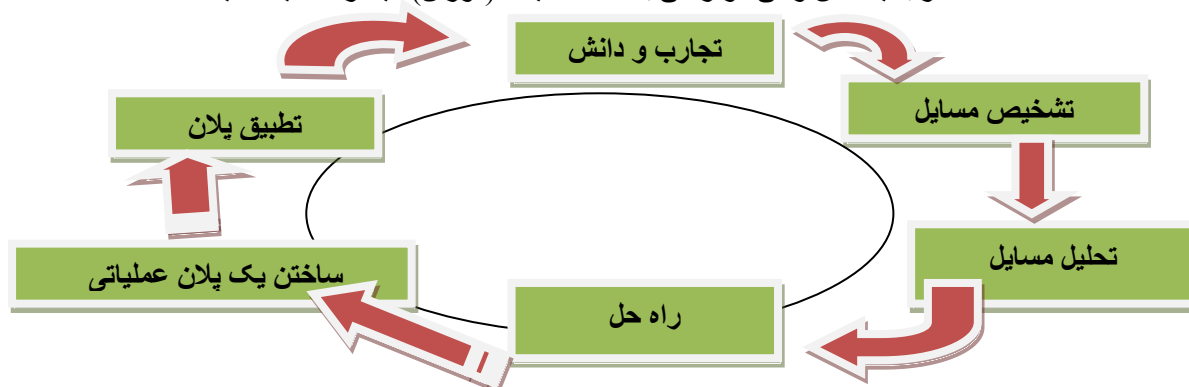 تجارب و دانش
تشخیص مسایل
تحلیل مسایل
راه حل
ساختن یک پلان عملیاتی
تطبیق پلان